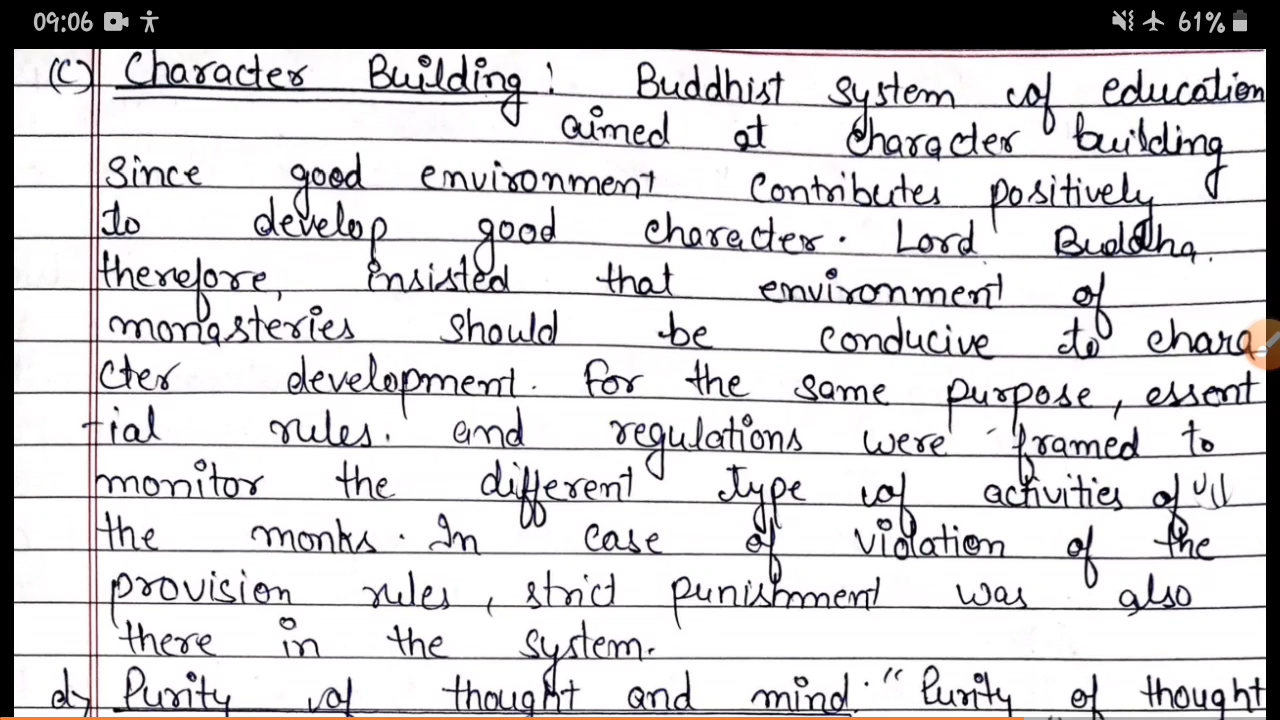 09:06 61%
(C) Character Building: Buddhist system of education
aimed at character building
Since good environment contributes positively
to develop good character. Lord Buddha.
therefore, insisted that environment of
monasteries should be conducive to chara
cter development. For the same purpose, essent
-ial rules. and regulations were framed to
monitor the different type of activities of
the monks. In case of violation of the
provision rules, strict punishment was also
there in the system.
d) Purity of thought and mind: "Purity of thought